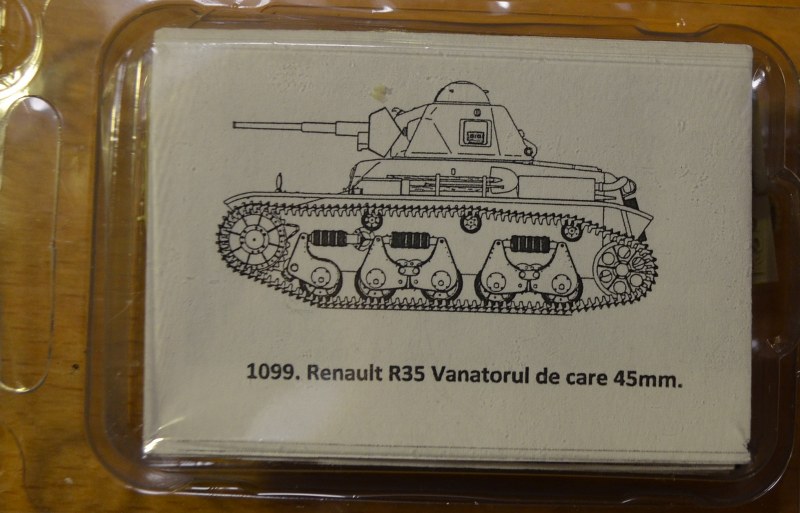 1099. Renault R35 Vanatorul de care 45mm.